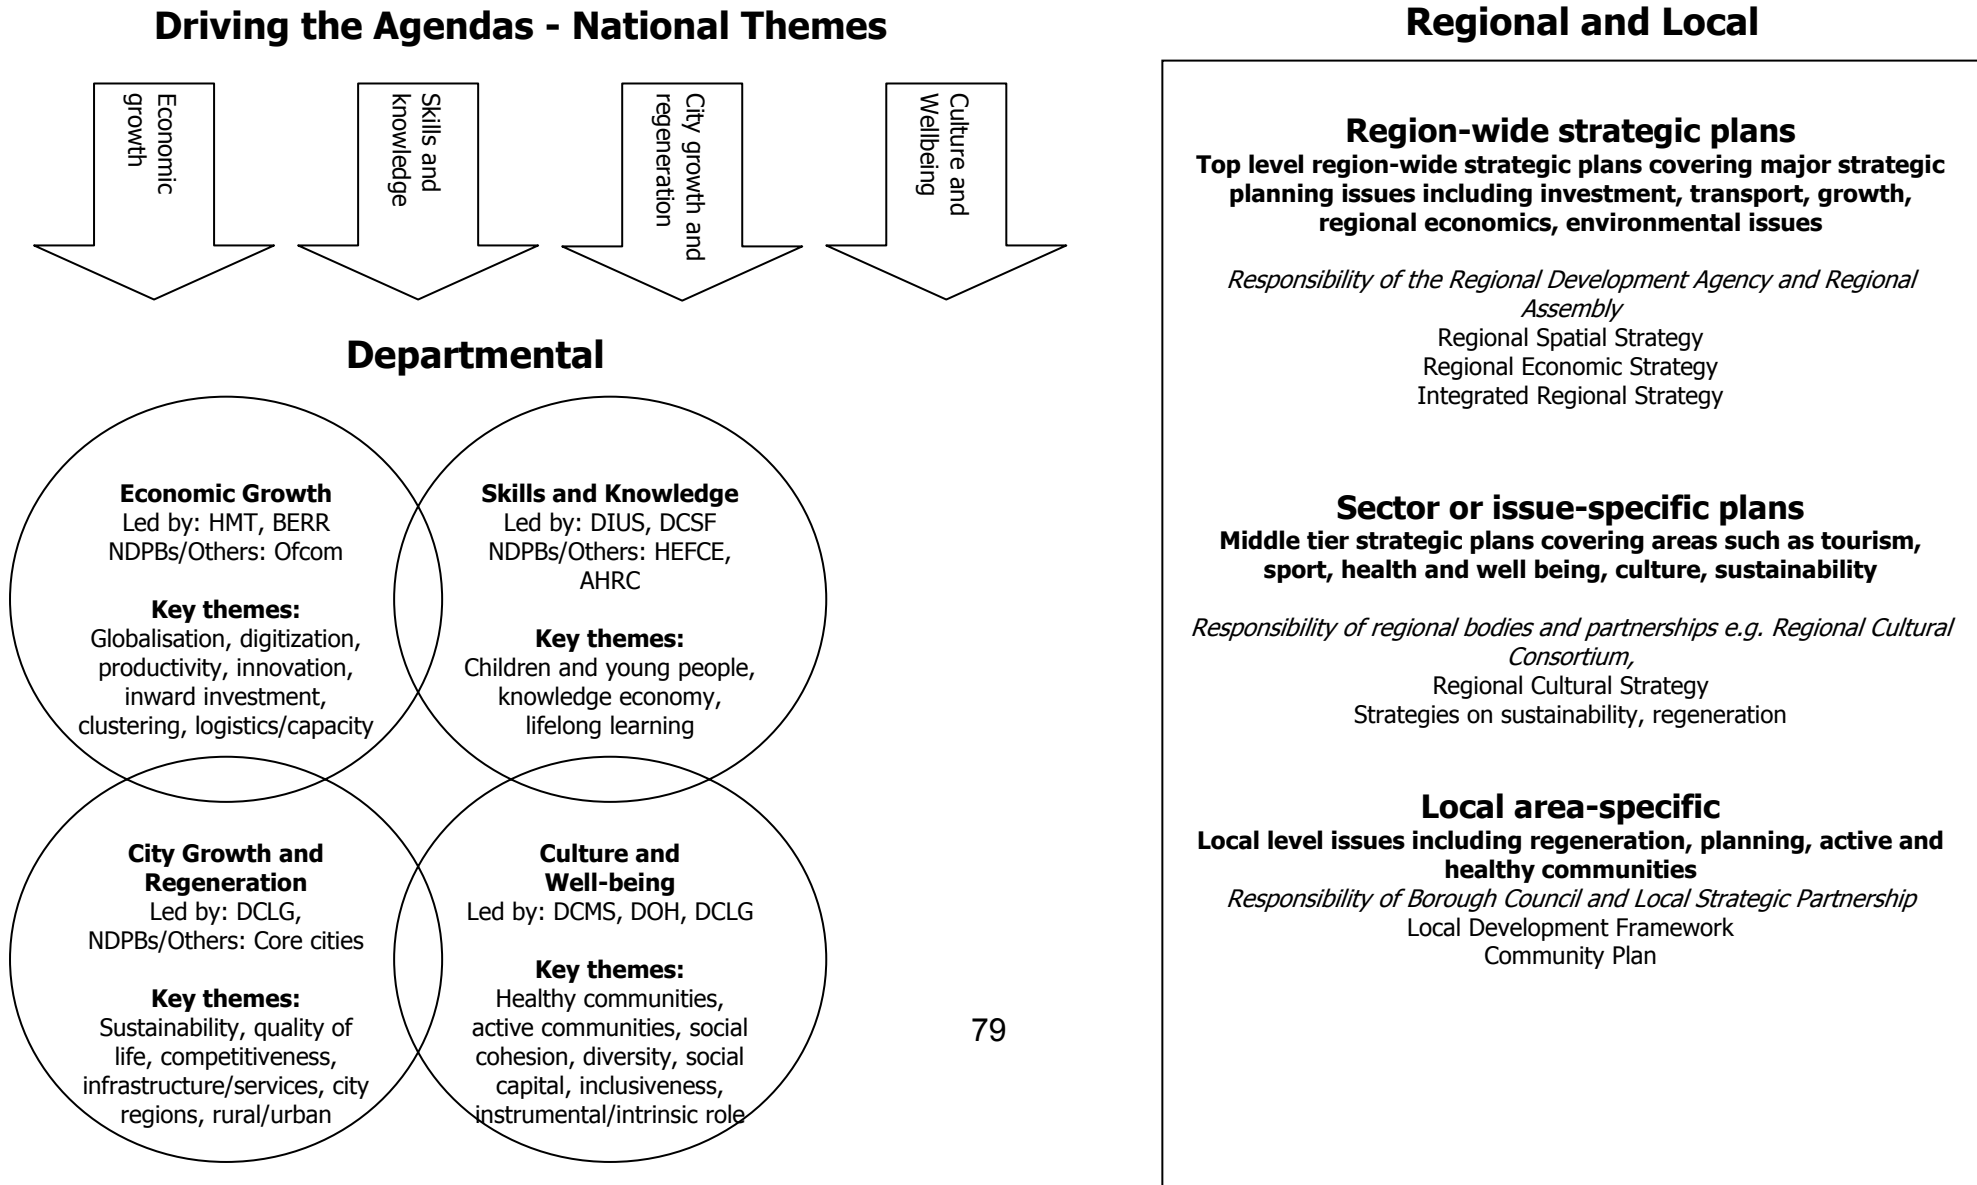 Driving the Agendas - National Themes
Economic
growth
Skills and
knowledge
City growth and
regeneration
Culture and
Wellbeing
Departmental
Economic Growth
Led by: HMT, BERR
NDPBs/Others: Ofcom
Key themes:
Globalisation, digitization,
productivity, innovation,
inward investment,
clustering, logistics/capacity
Skills and Knowledge
Led by: DIUS, DCSF
NDPBs/Others: HEFCE,
AHRC
Key themes:
Children and young people,
knowledge economy,
lifelong learning
City Growth and
Regeneration
Led by: DCLG,
NDPBs/Others: Core cities
Key themes:
Sustainability, quality of
life, competitiveness,
infrastructure/services, city
regions, rural/urban
Culture and
Well-being
Led by: DCMS, DOH, DCLG
Key themes:
Healthy communities,
active communities, social
cohesion, diversity, social
capital, inclusiveness,
instrumental/intrinsic role
79
Regional and Local
Region-wide strategic plans
Top level region-wide strategic plans covering major strategic
planning issues including investment, transport, growth,
regional economics, environmental issues
Responsibility of the Regional Development Agency and Regional
Assembly
Regional Spatial Strategy
Regional Economic Strategy
Integrated Regional Strategy
Sector or issue-specific plans
Middle tier strategic plans covering areas such as tourism,
sport, health and well being, culture, sustainability
Responsibility of regional bodies and partnerships e.g. Regional Cultural
Consortium,
Regional Cultural Strategy
Strategies on sustainability, regeneration
Local area-specific
Local level issues including regeneration, planning, active and
healthy communities
Responsibility of Borough Council and Local Strategic Partnership
Local Development Framework
Community Plan